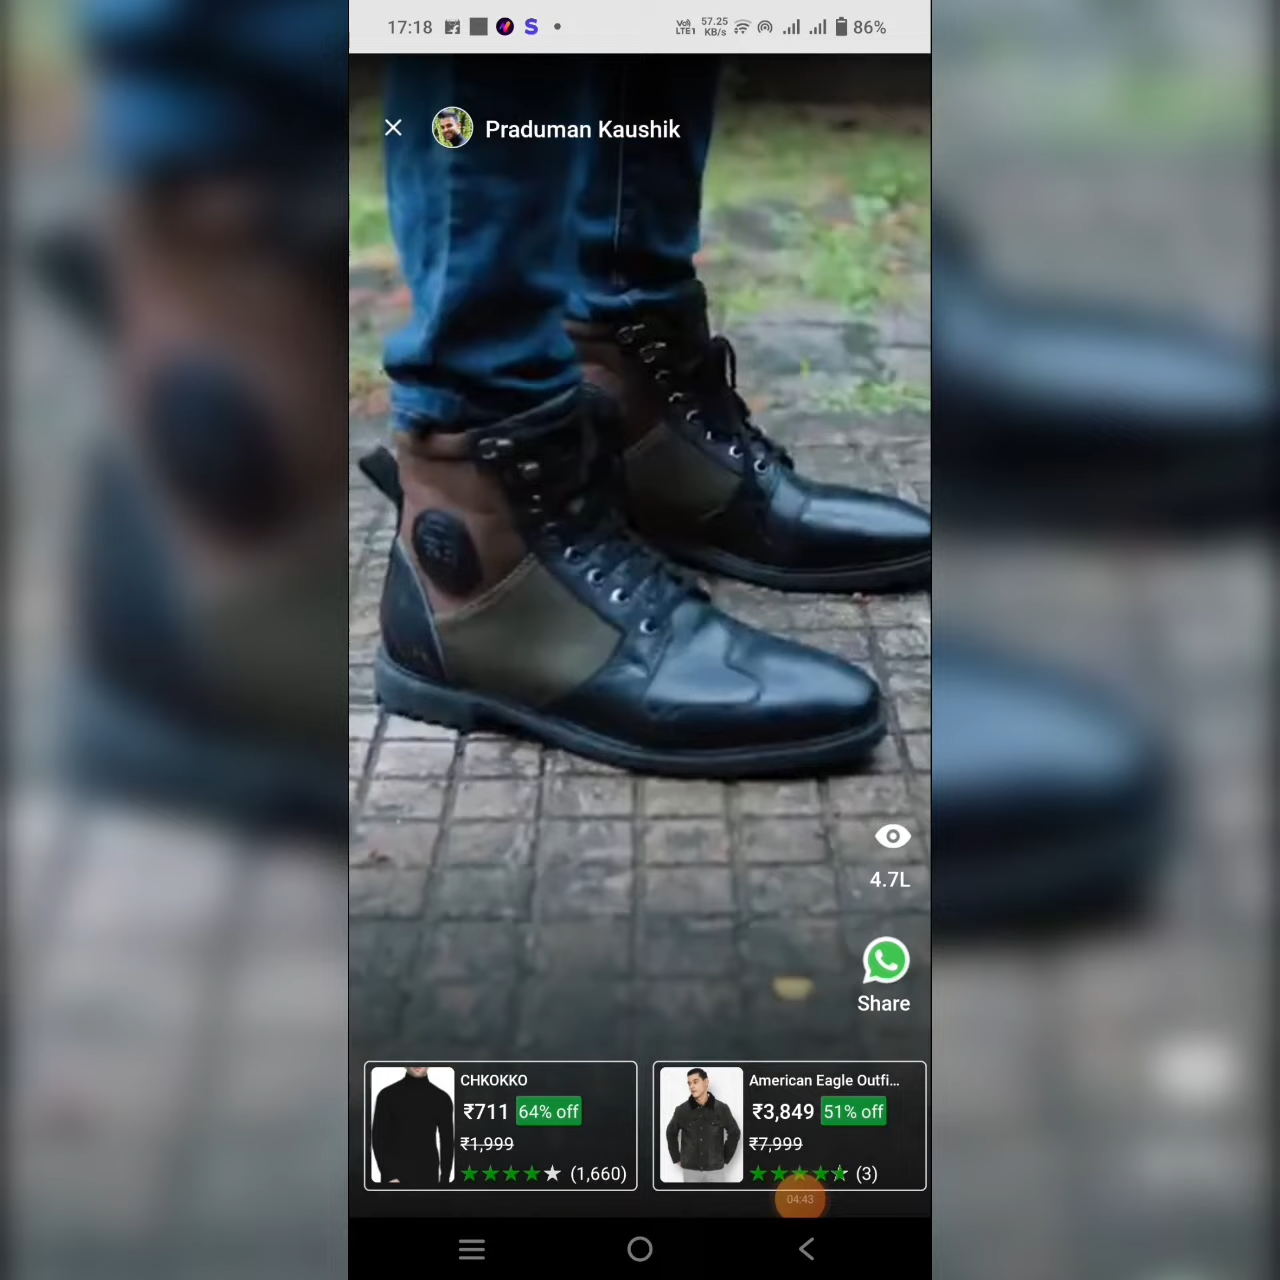 17:18 S 57.25 KB/s 86%
Praduman Kaushik
4.7L
Share
CHKOKKO
₹711 64% off
₹1,999
(1,660)
American Eagle Outfi...
₹3,849 51% off
₹7,999
(3)
04:43